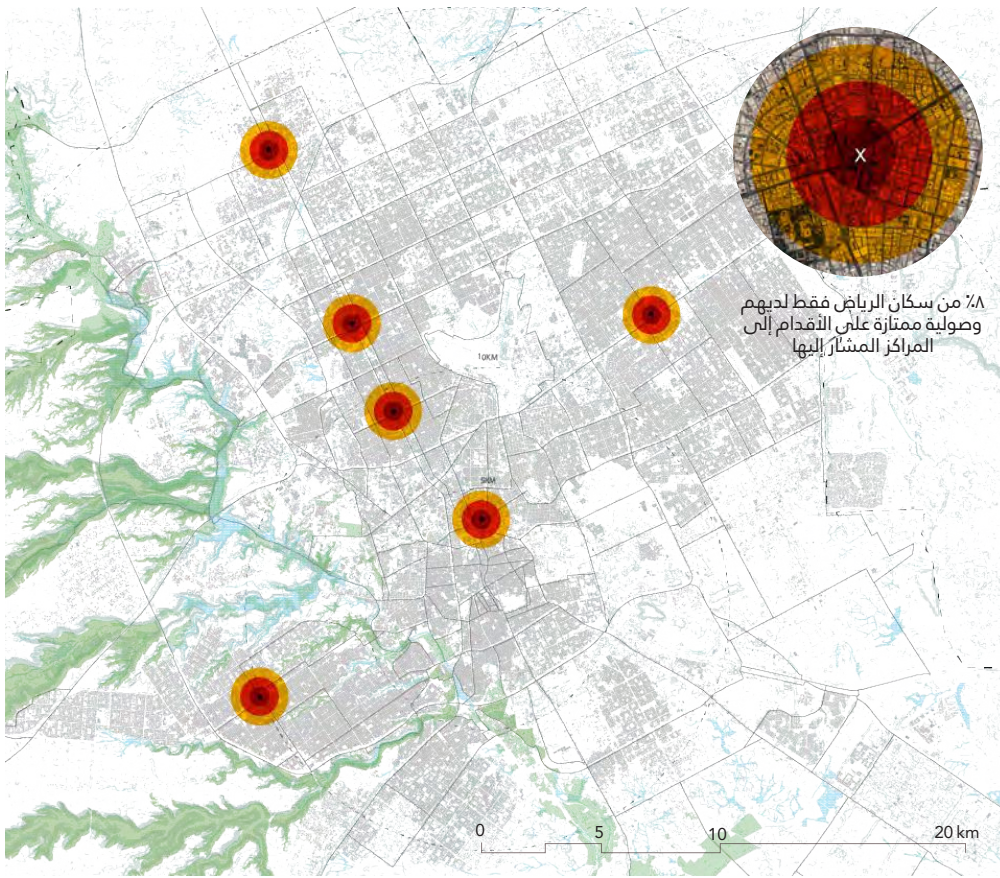 X
٨٪ من سكان الرياض فقط لديهم
وصولية ممتازة على الأقدام إلى
المراكز المشار إليها
10KM
5KM
0 5 10 20 km